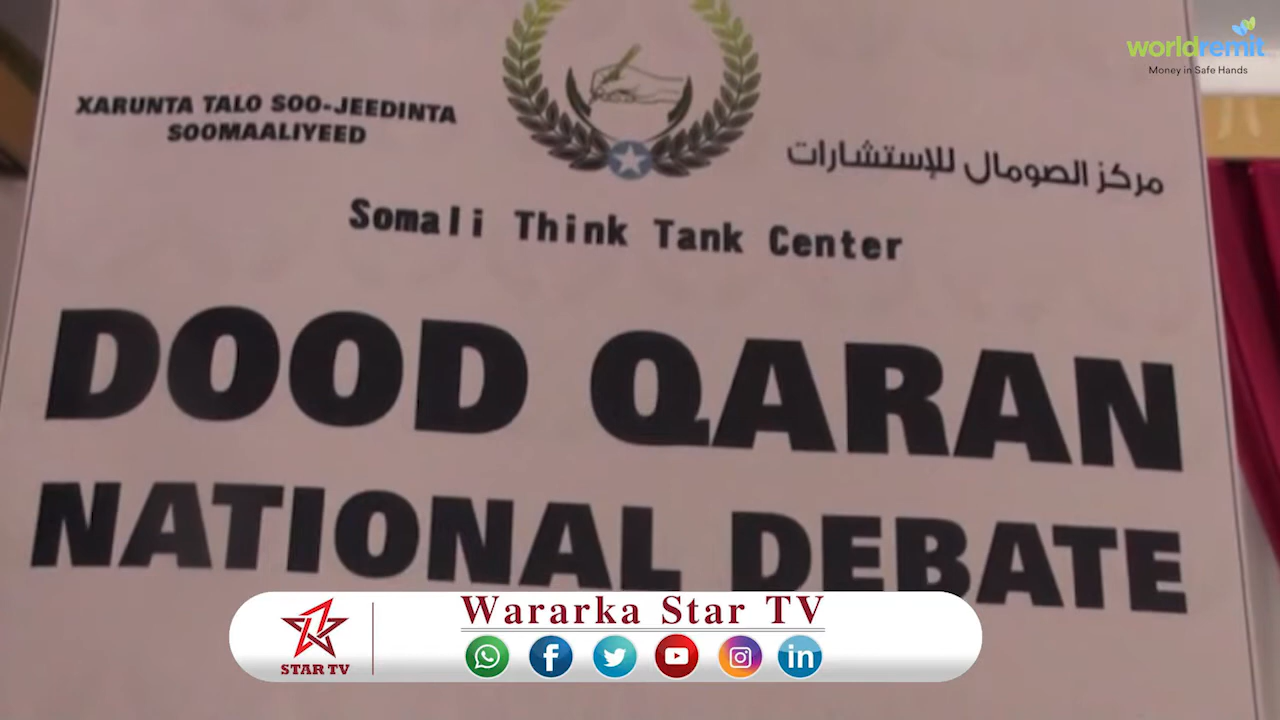 worldremit
Money in Safe Hands
XARUNTA TALO SOO-JEEDINTA
SOOMAALIYEED
مركز الصومال للإستشارات
Somali Think Tank Center
DOOD QARAN
NATIONAL DEBATE
Wararka Star TV
STAR TV